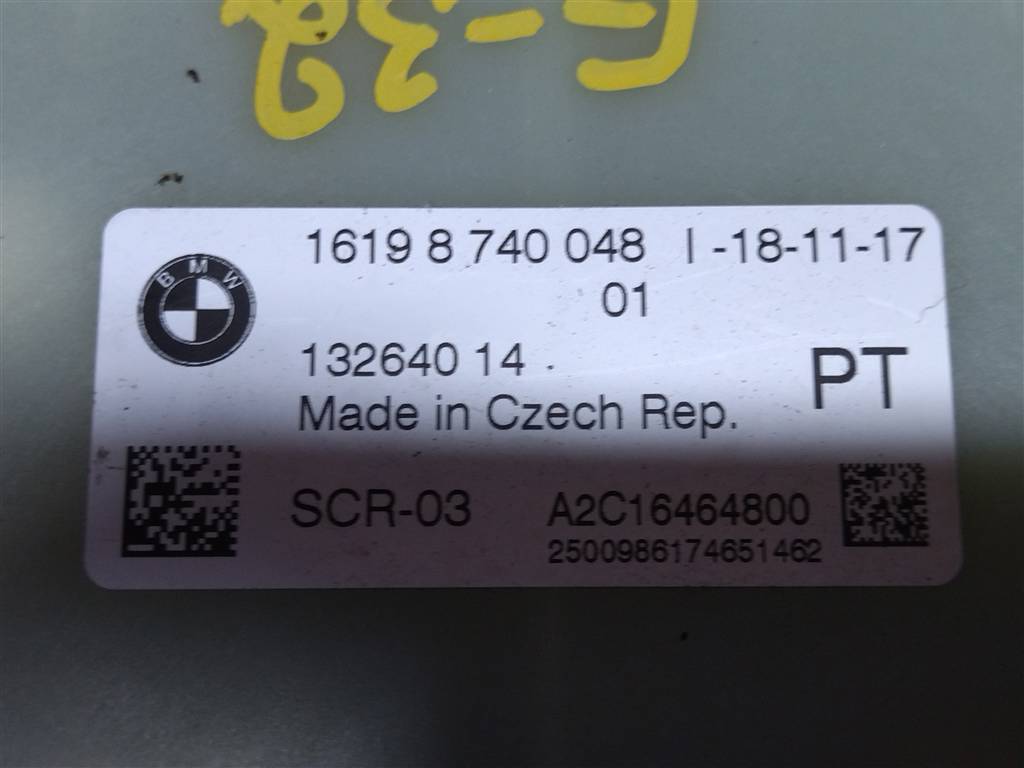 G-32
BMW
1619 8 740 048 I -18-11-17
01
13264014.
PT
Made in Czech Rep.
SCR-03 A2C16464800
2500986174651462